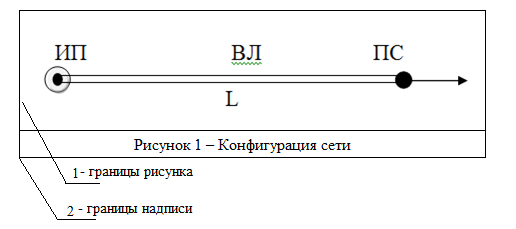 ИП ВЛ ПС
L
Рисунок 1 – Конфигурация сети
1 - границы рисунка
2 - границы надписи